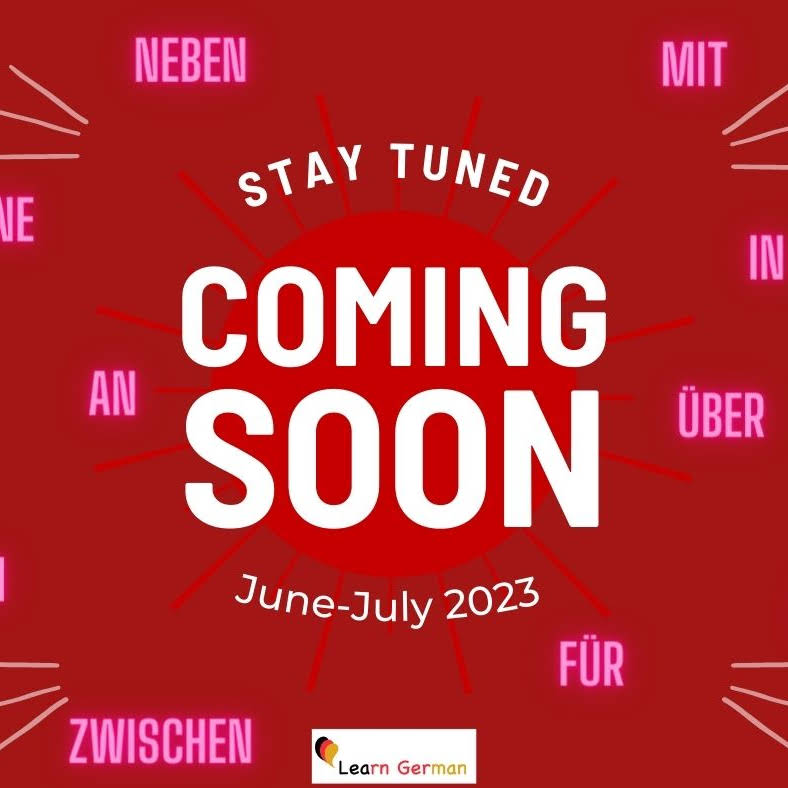 NEBEN
MIT
STAY TUNED
NE
IN
COMING
AN
ÜBER
SOON
June-July 2023
FÜR
ZWISCHEN
Learn German